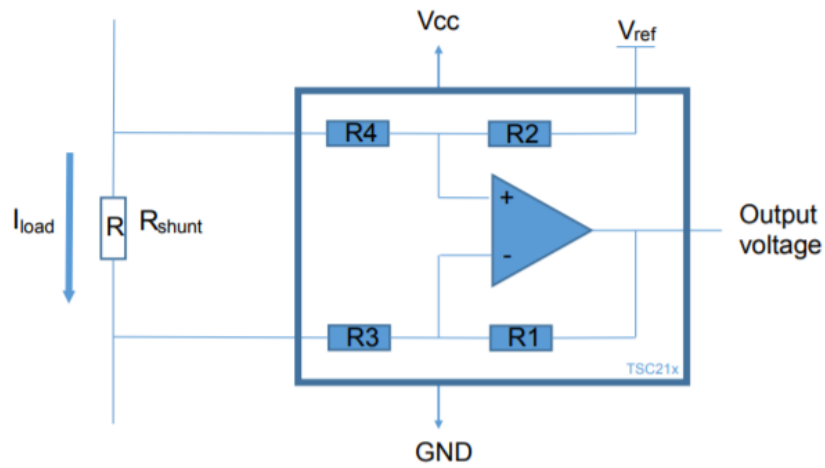 Vcc
Vref
R4
R2
+
Iload
R
Rshunt
Output
voltage
-
R3
R1
TSC21x
GND